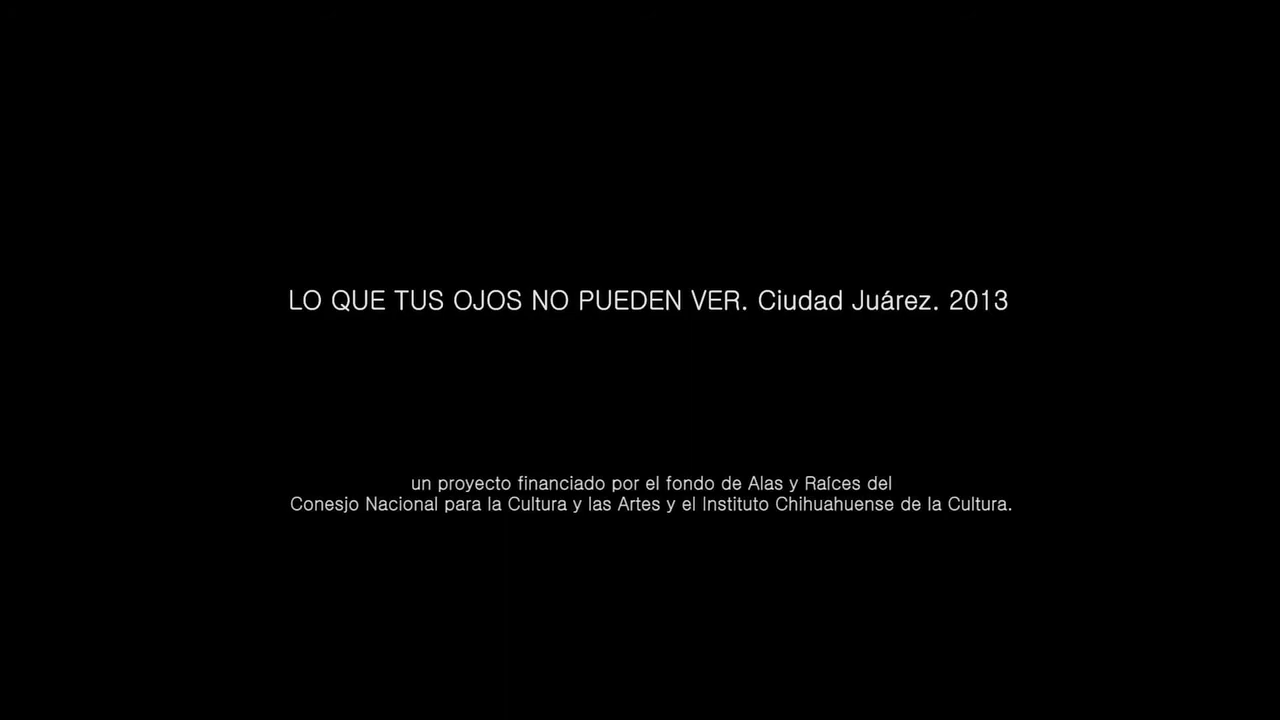 LO QUE TUS OJOS NO PUEDEN VER. Ciudad Juárez. 2013
un proyecto financiado por el fondo de Alas y Raíces del
Conesjo Nacional para la Cultura y las Artes y el Instituto Chihuahuense de la Cultura.